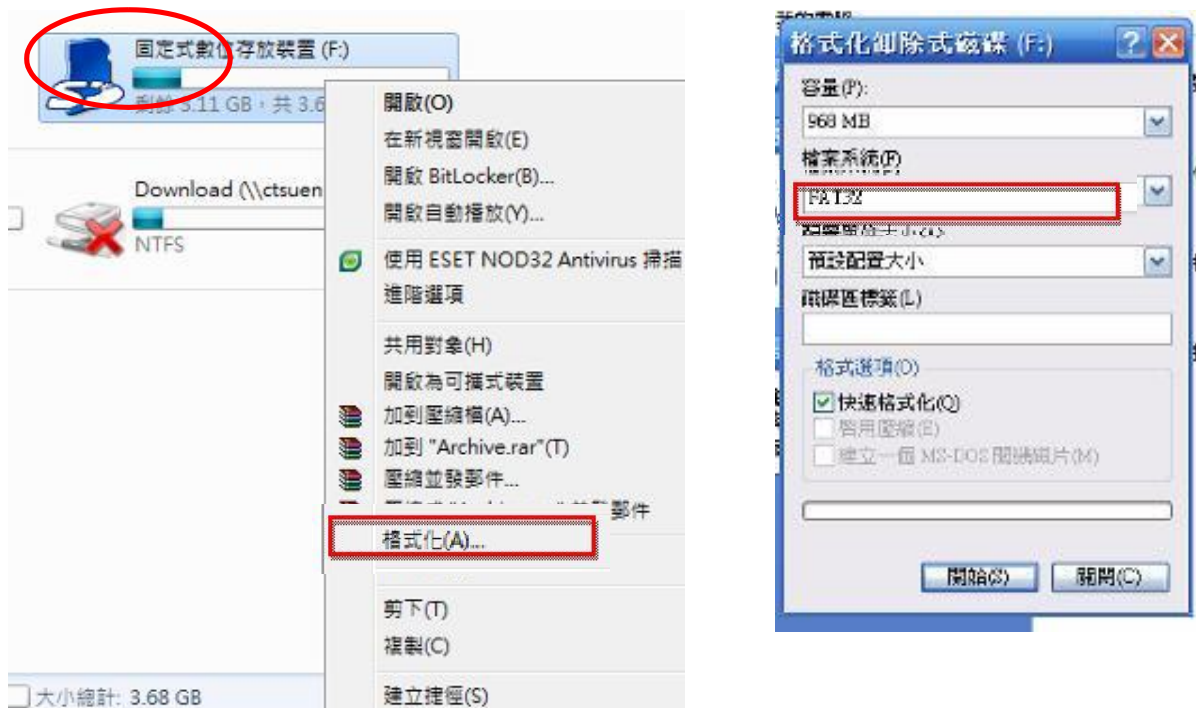 固定式數位存放裝置 (F:)
剩餘 3.11 GB，共 3.6
Download (\\ctsuen
NTFS
大小總計: 3.68 GB
開啟(O)
在新視窗開啟(E)
開啟 BitLocker(B)...
開啟自動播放(Y)...
使用 ESET NOD32 Antivirus 掃描
進階選項
共用對象(H)
開啟為可攜式裝置
加到壓縮檔(A)...
加到 "Archive.rar"(T)
壓縮並發郵件...
郵件
格式化(A)...
剪下(T)
複製(C)
建立捷徑(S)
格式化卸除式磁碟 (F:)
容量(P):
968 MB
檔案系統(F)
FAT32
預設配置大小
磁碟區標籤(L)
格式選項(O)
快速格式化(Q)
啓用壓縮(E)
建立一個 MS-DOS 開機磁片(M)
開始(S)
關閉(C)